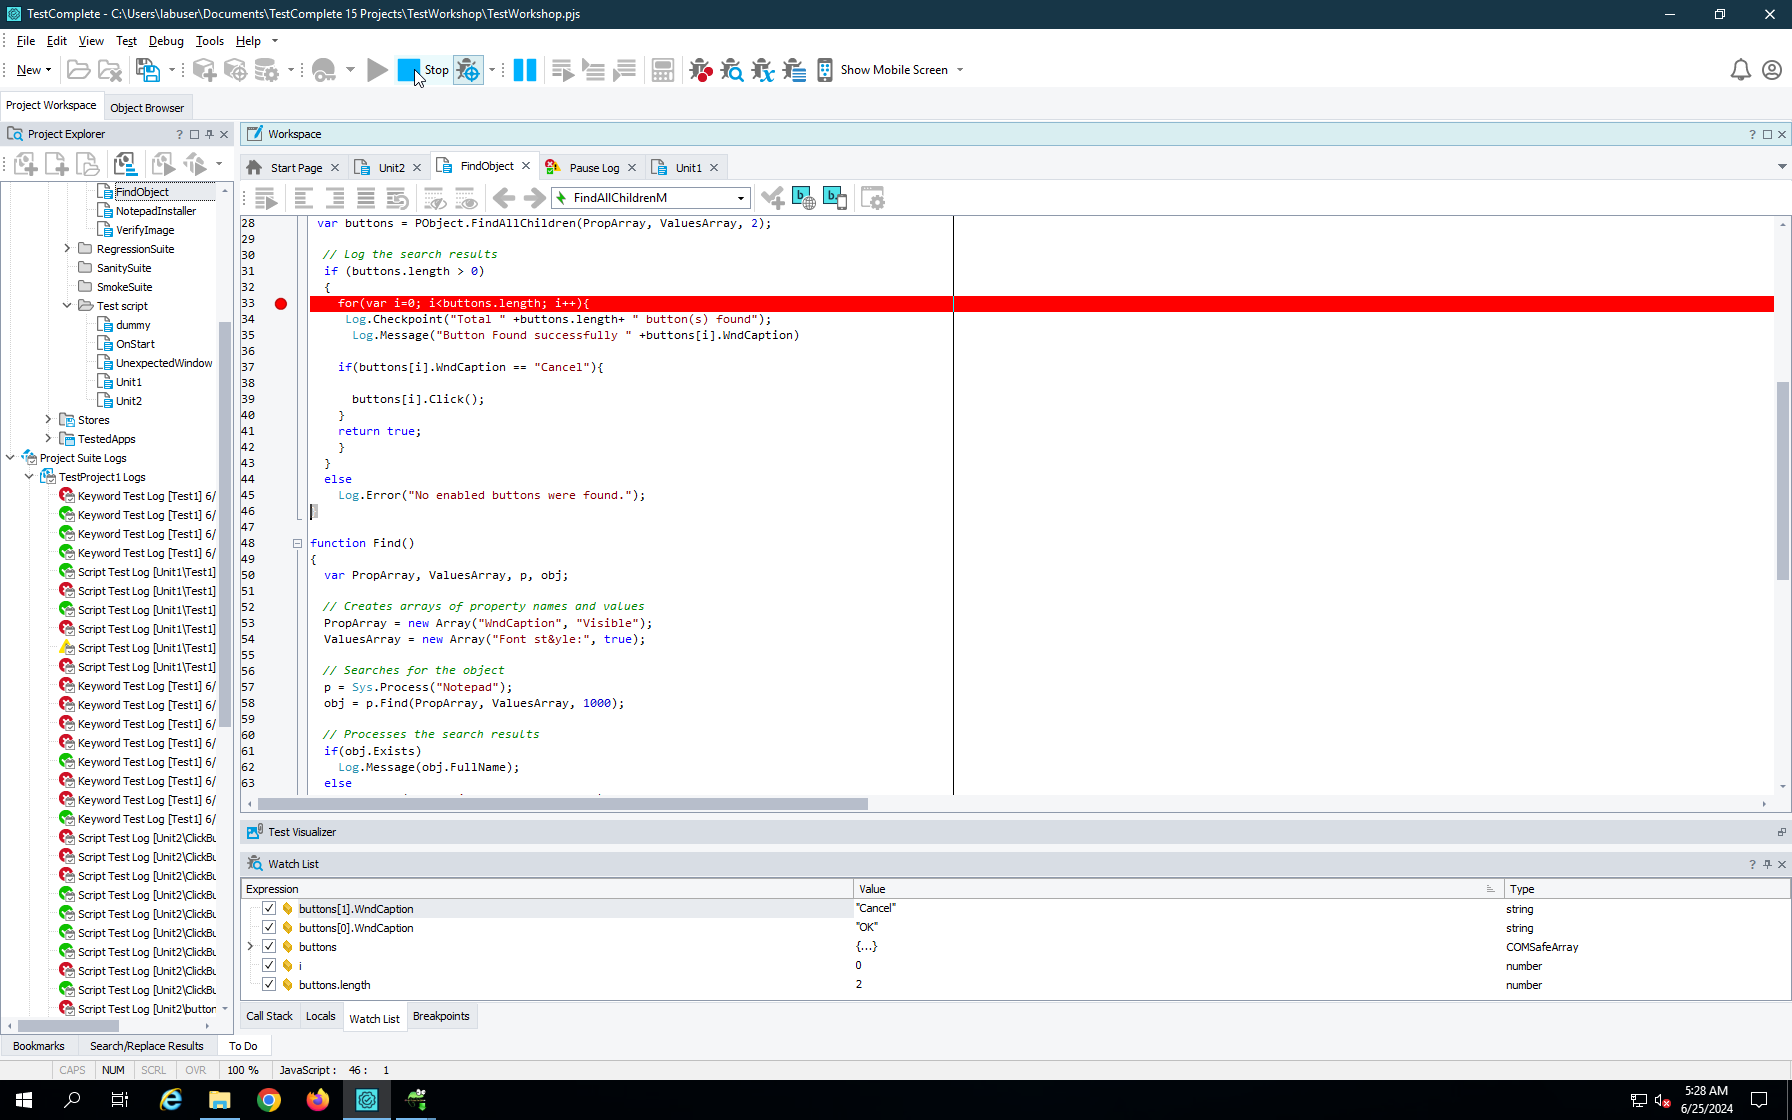 TestComplete - C:\Users\labuser\Documents\TestComplete 15 Projects\TestWorkshop\TestWorkshop.pjs
File Edit View Test Debug Tools Help
New Stop Show Mobile Screen
Project Workspace Object Browser
Project Explorer
Workspace
Start Page Unit2 FindObject Pause Log Unit1
FindAllChildrenM
FindObject
NotepadInstaller
VerifyImage
RegressionSuite
SanitySuite
SmokeSuite
Test script
dummy
OnStart
UnexpectedWindow
Unit1
Unit2
Stores
TestedApps
Project Suite Logs
TestProject1 Logs
Keyword Test Log [Test1] 6/
Keyword Test Log [Test1] 6/
Keyword Test Log [Test1] 6/
Keyword Test Log [Test1] 6/
Script Test Log [Unit1\Test1]
Script Test Log [Unit1\Test1]
Script Test Log [Unit1\Test1]
Script Test Log [Unit1\Test1]
Script Test Log [Unit1\Test1]
Script Test Log [Unit1\Test1]
Keyword Test Log [Test1] 6/
Keyword Test Log [Test1] 6/
Keyword Test Log [Test1] 6/
Keyword Test Log [Test1] 6/
Keyword Test Log [Test1] 6/
Keyword Test Log [Test1] 6/
Keyword Test Log [Test1] 6/
Keyword Test Log [Test1] 6/
Script Test Log [Unit2\ClickBu
Script Test Log [Unit2\ClickBu
Script Test Log [Unit2\ClickBu
Script Test Log [Unit2\ClickBu
Script Test Log [Unit2\ClickBu
Script Test Log [Unit2\ClickBu
Script Test Log [Unit2\ClickBu
Script Test Log [Unit2\ClickBu
Script Test Log [Unit2\ClickBu
Script Test Log [Unit2\button
28 var buttons = PObject.FindAllChildren(PropArray, ValuesArray, 2);
29
30 // Log the search results
31 if (buttons.length > 0)
32 {
33 for(var i=0; i<buttons.length; i++){
34 Log.Checkpoint("Total " +buttons.length+ " button(s) found");
35 Log.Message("Button Found successfully " +buttons[i].WndCaption)
36
37 if(buttons[i].WndCaption == "Cancel"){
38
39 buttons[i].Click();
40 }
41 return true;
42 }
43 }
44 else
45 Log.Error("No enabled buttons were found.");
46 }
47
48 function Find()
49 {
50 var PropArray, ValuesArray, p, obj;
51
52 // Creates arrays of property names and values
53 PropArray = new Array("WndCaption", "Visible");
54 ValuesArray = new Array("Font st&yle:", true);
55
56 // Searches for the object
57 p = Sys.Process("Notepad");
58 obj = p.Find(PropArray, ValuesArray, 1000);
59
60 // Processes the search results
61 if(obj.Exists)
62 Log.Message(obj.FullName);
63 else
Test Visualizer
Watch List
Expression Value Type
buttons[1].WndCaption "Cancel" string
buttons[0].WndCaption "OK" string
buttons {...} COMSafeArray
i 0 number
buttons.length 2 number
Call Stack Locals Watch List Breakpoints
Bookmarks Search/Replace Results To Do
CAPS NUM SCRL OVR 100 % JavaScript : 46 : 1
5:28 AM
6/25/2024